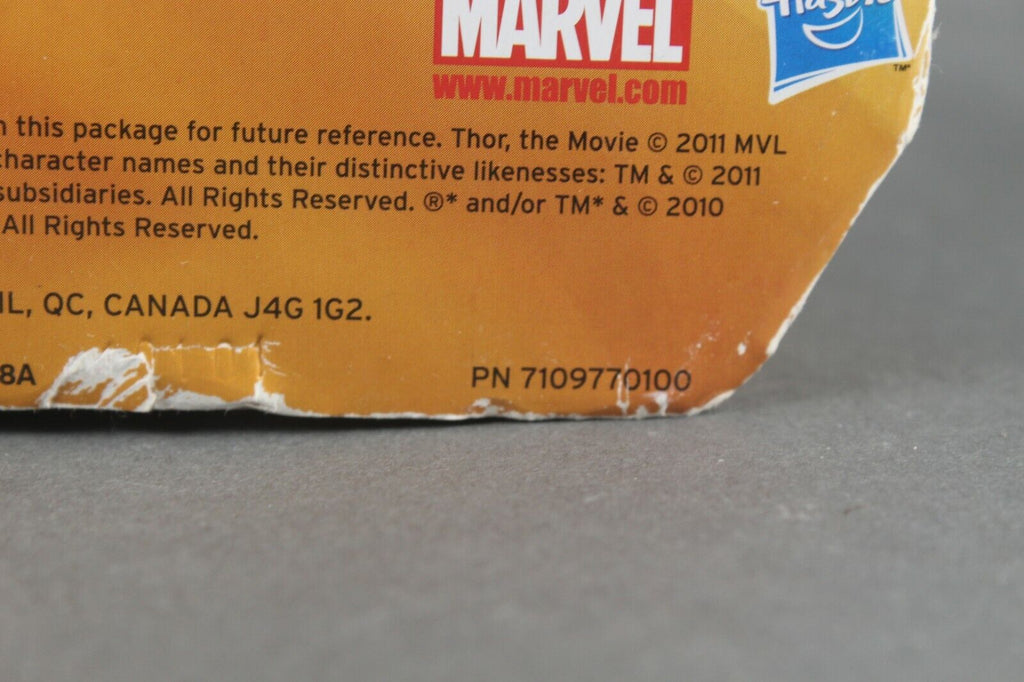 MARVEL
Hasbro
TM*
www.marvel.com
this package for future reference. Thor, the Movie © 2011 MVL
character names and their distinctive likenesses: TM & © 2011
subsidiaries. All Rights Reserved. ®* and/or TM* & © 2010
All Rights Reserved.
IL, QC, CANADA J4G 1G2.
8A
PN 7109770100